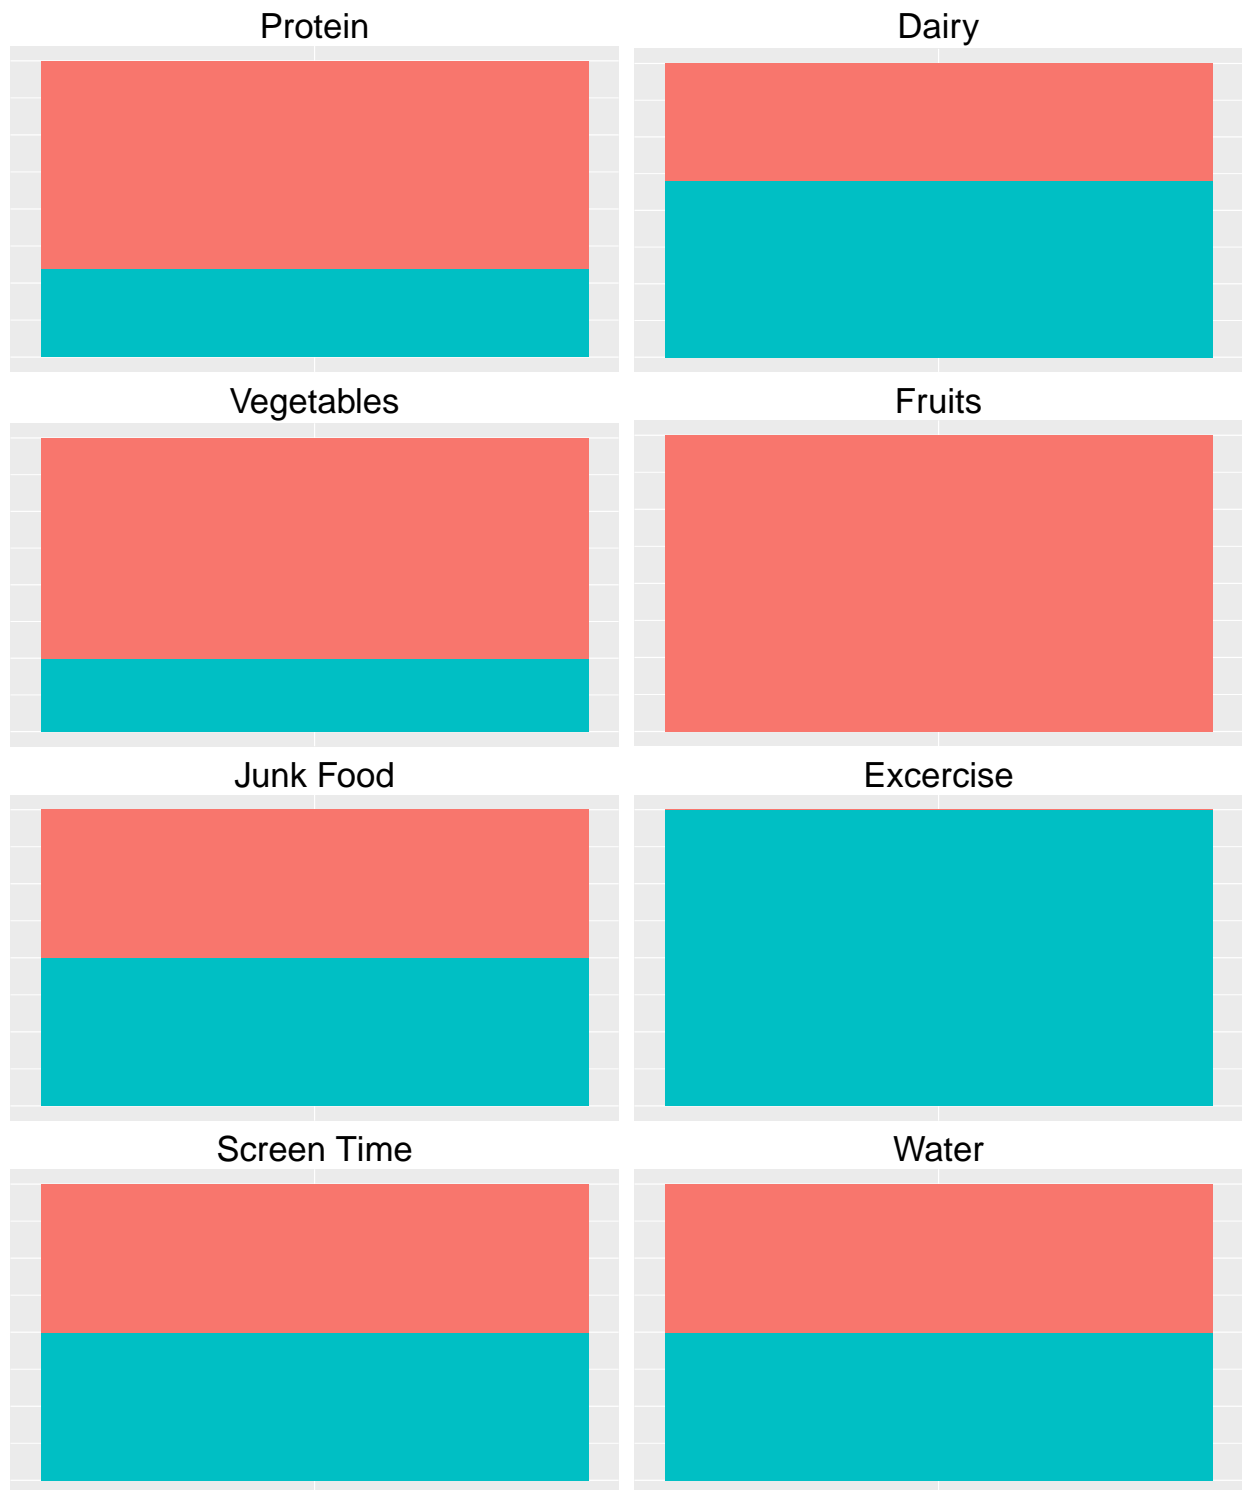 Protein
Dairy
Vegetables
Fruits
Junk Food
Excercise
Screen Time
Water